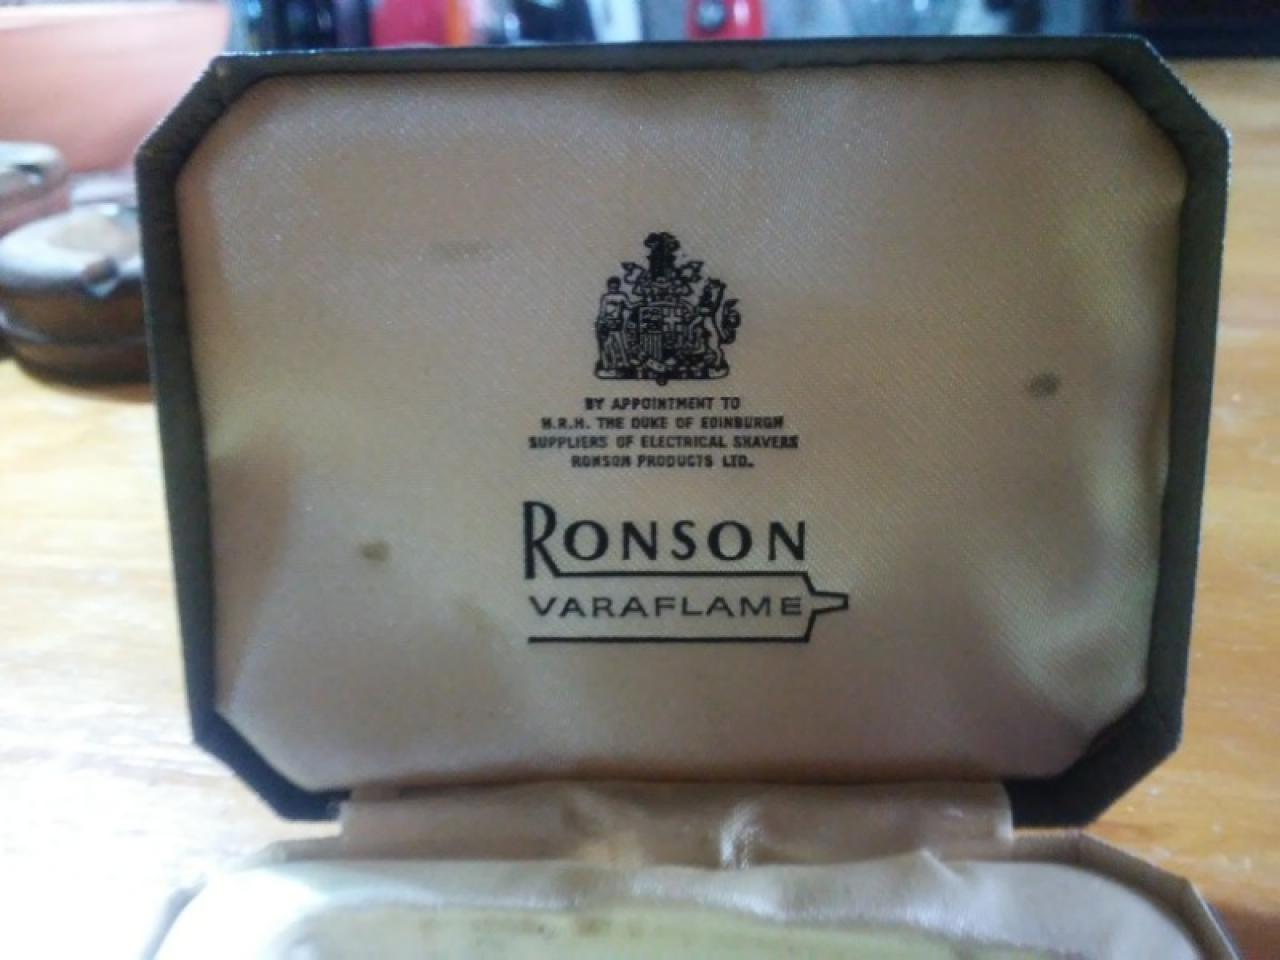 BY APPOINTMENT TO
H.R.H. THE DUKE OF EDINBURGH
SUPPLIERS OF ELECTRICAL SHAVERS
RONSON PRODUCTS LTD.
RONSON
VARAFLAME